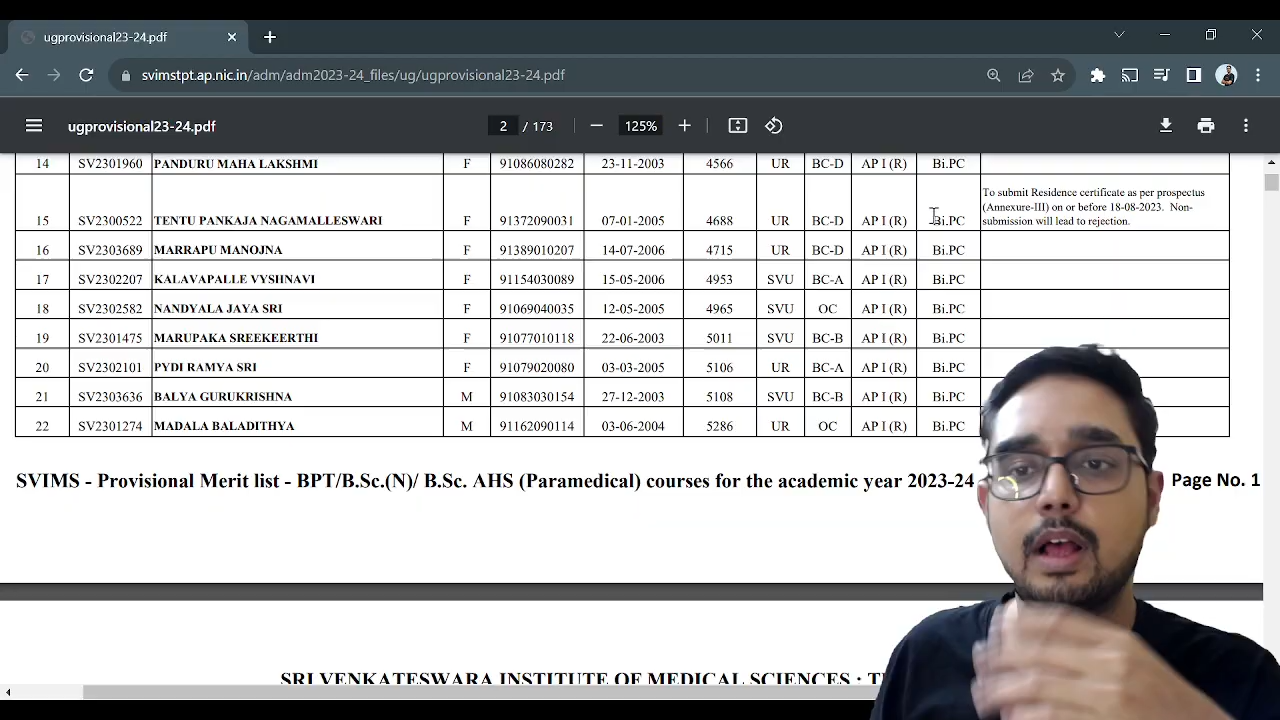 ugprovisional23-24.pdf
svimstpt.ap.nic.in/adm/adm2023-24_files/ug/ugprovisional23-24.pdf
ugprovisional23-24.pdf 2 / 173 125%
14 SV2301960 PANDURU MAHA LAKSHMI F 91086080282 23-11-2003 4566 UR BC-D AP I (R) Bi.PC
15 SV2300522 TENTU PANKAJA NAGAMALLESWARI F 91372090031 07-01-2005 4688 UR BC-D AP I (R) Bi.PC To submit Residence certificate as per prospectus
(Annexure-III) on or before 18-08-2023. Non-
submission will lead to rejection.
16 SV2303689 MARRAPU MANOJNA F 91389010207 14-07-2006 4715 UR BC-D AP I (R) Bi.PC
17 SV2302207 KALAVAPALLE VYSHNAVI F 91154030089 15-05-2006 4953 SVU BC-A AP I (R) Bi.PC
18 SV2302582 NANDYALA JAYA SRI F 91069040035 12-05-2005 4965 SVU OC AP I (R) Bi.PC
19 SV2301475 MARUPAKA SREEKEERTHI F 91077010118 22-06-2003 5011 SVU BC-B AP I (R) Bi.PC
20 SV2302101 PYDI RAMYA SRI F 91079020080 03-03-2005 5106 UR BC-A AP I (R) Bi.PC
21 SV2303636 BALYA GURUKRISHNA M 91083030154 27-12-2003 5108 SVU BC-B AP I (R) Bi.PC
22 SV2301274 MADALA BALADITHYA M 91162090114 03-06-2004 5286 UR OC AP I (R) Bi.PC
SVIMS - Provisional Merit list - BPT/B.Sc.(N)/ B.Sc. AHS (Paramedical) courses for the academic year 2023-24 Page No. 1
SRI VENKATESWARA INSTITUTE OF MEDICAL SCIENCES :